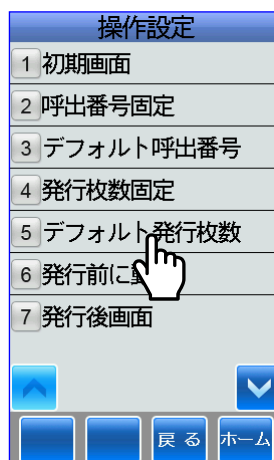 操作設定
1 初期画面
2 呼出番号固定
3 デフォルト呼出番号
4 発行枚数固定
5 デフォルト発行枚数
6 発行前に
7 発行後画面
戻る ホーム